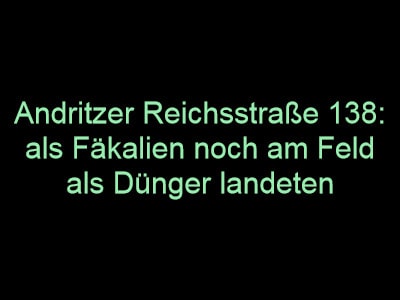 Andritzer Reichsstraße 138:
als Fäkalien noch am Feld
als Dünger landeten